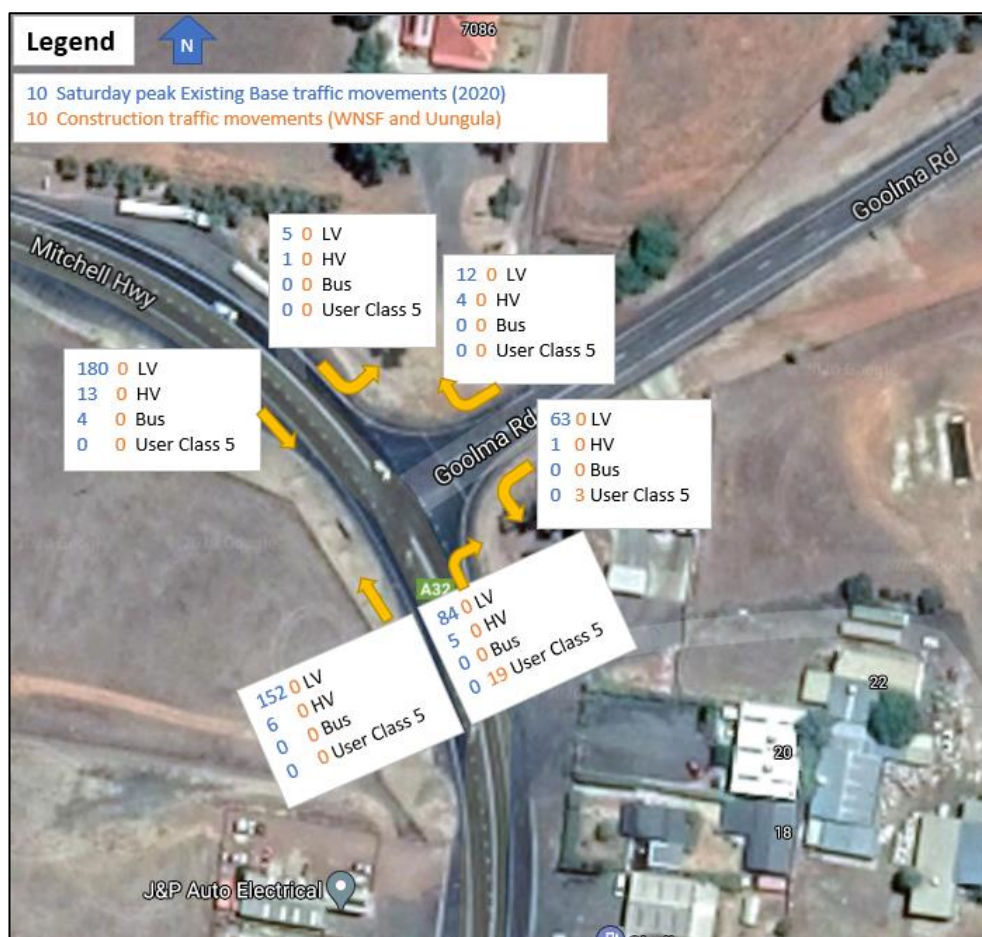 Legend
N
7086
10 Saturday peak Existing Base traffic movements (2020)
10 Construction traffic movements (WNSF and Uungula)
Goolma Rd
Mitchell Hwy
5 0 LV
1 0 HV
0 0 Bus
0 0 User Class 5
12 0 LV
4 0 HV
0 0 Bus
0 0 User Class 5
180 0 LV
13 0 HV
4 0 Bus
0 0 User Class 5
Goolma Rd
63 0 LV
1 0 HV
0 0 Bus
0 3 User Class 5
A32
84 0 LV
5 0 HV
0 0 Bus
0 19 User Class 5
152 0 LV
6 0 HV
0 0 Bus
0 0 User Class 5
22
20
18
J&P Auto Electrical